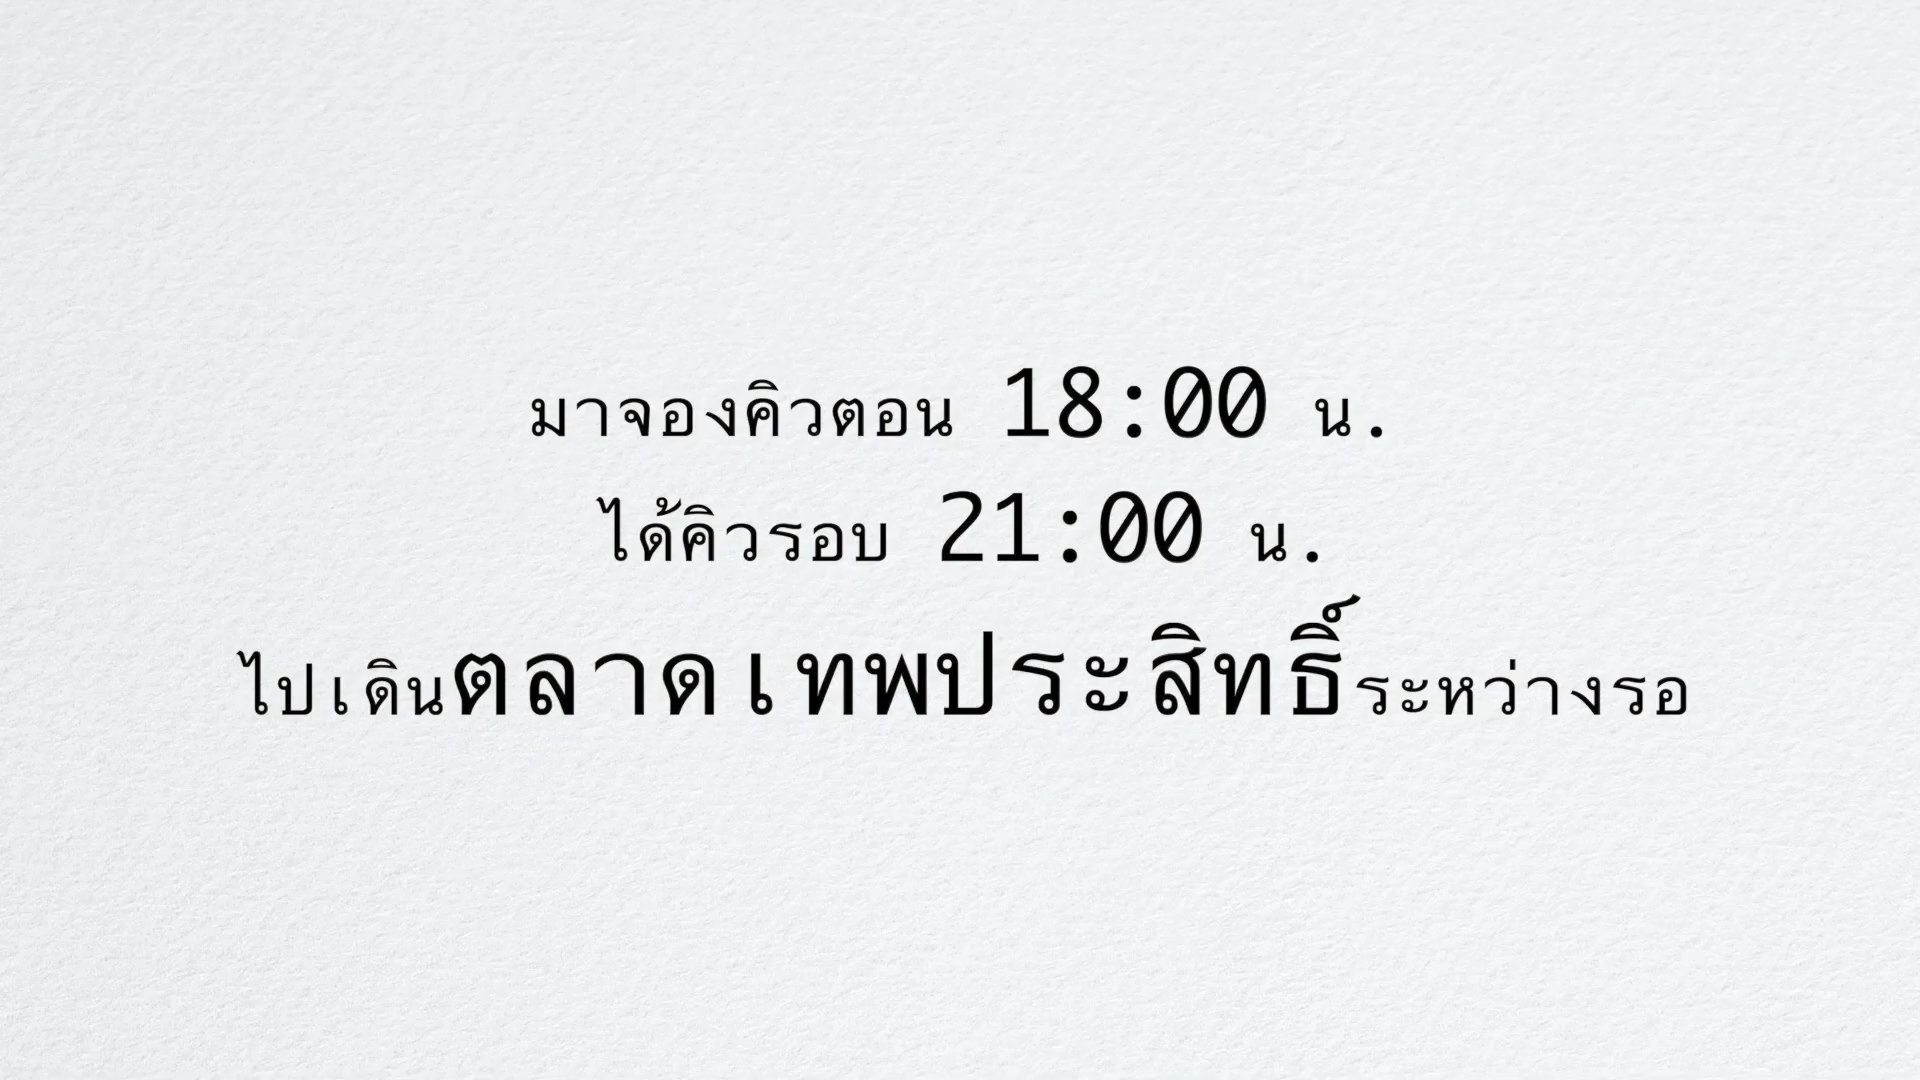 มาจองคิวตอน 18:00 น.
ได้คิวรอบ 21:00 น.
ไปเดินตลาดเทพประสิทธิ์ระหว่างรอ